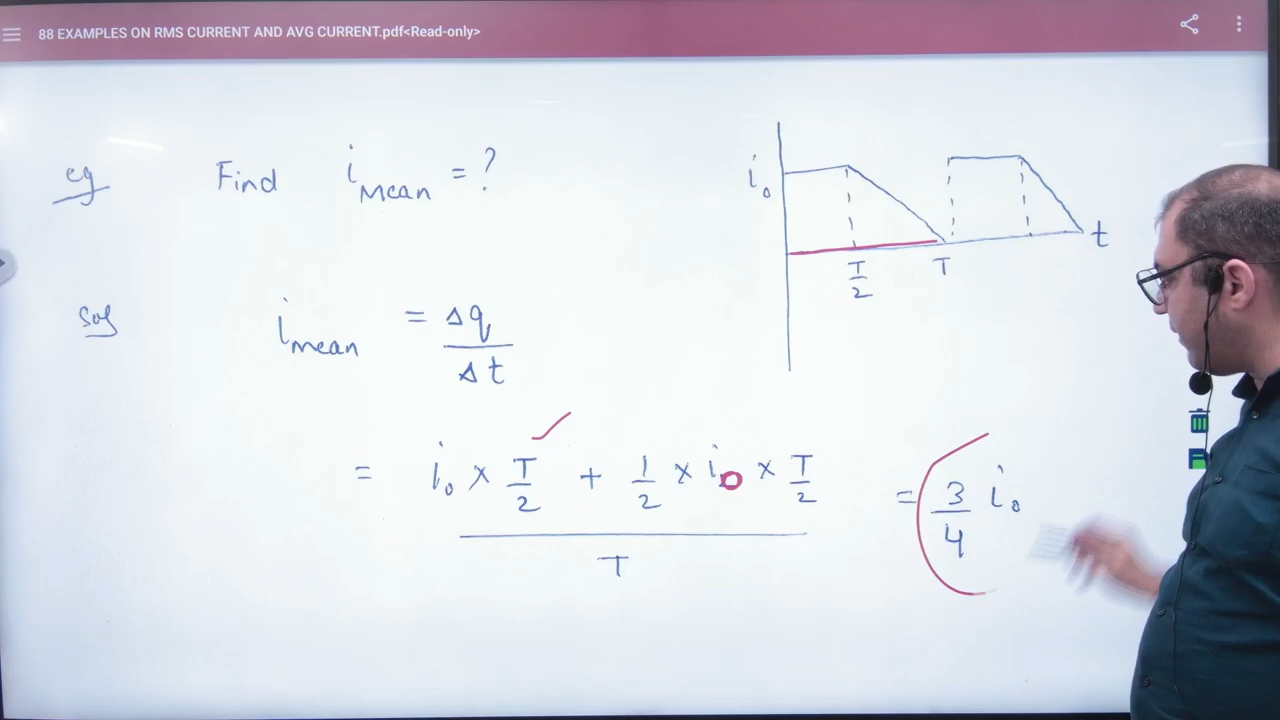 88 EXAMPLES ON RMS CURRENT AND AVG CURRENT.pdf<Read-only>
eg Find i_mean = ?
i₀
t
T/2 T
Sol i_mean = Δq/Δt
= (i₀ × T/2 + 1/2 × i₀ × T/2)/T = 3/4 i₀